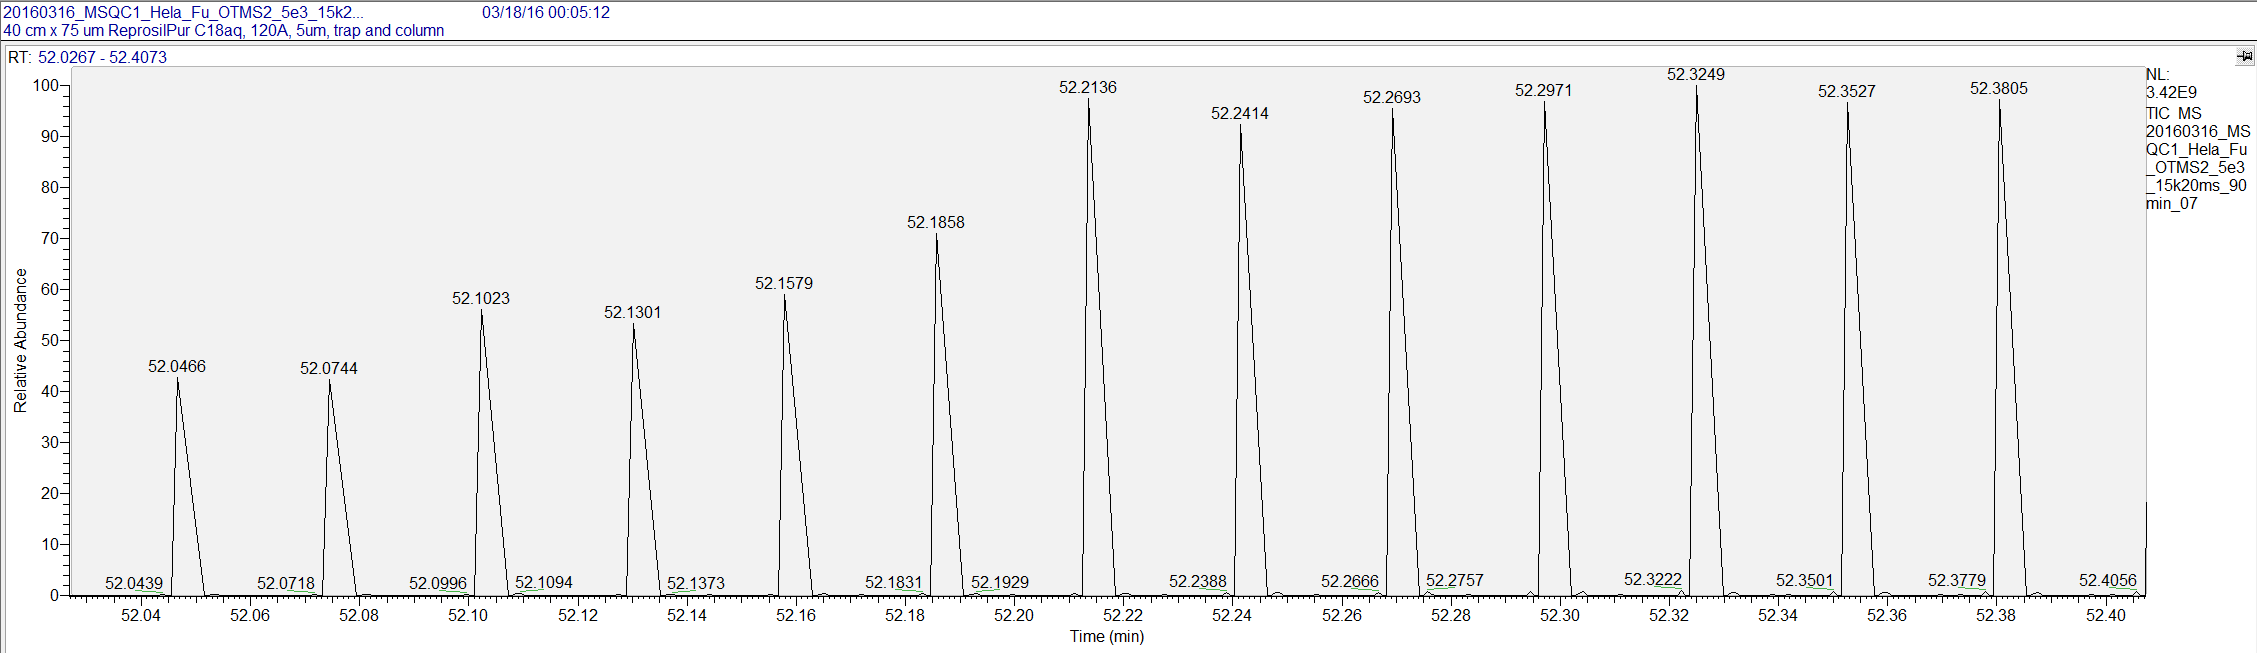 20160316_MSQC1_Hela_Fu_OTMS2_5e3_15k2... 03/18/16 00:05:12
40 cm x 75 um ReprosilPur C18aq, 120A, 5um, trap and column
RT: 52.0267 - 52.4073
NL:
3.42E9
TIC MS
20160316_MS
QC1_Hela_Fu
_OTMS2_5e3
_15k20ms_90
min_07
Relative Abundance
100
90
80
70
60
50
40
30
20
10
0
52.0466
52.0744
52.1023
52.1301
52.1579
52.1858
52.2136
52.2414
52.2693
52.2971
52.3249
52.3527
52.3805
52.0439
52.0718
52.0996
52.1094
52.1373
52.1831
52.1929
52.2388
52.2666
52.2757
52.3222
52.3501
52.3779
52.4056
52.04 52.06 52.08 52.10 52.12 52.14 52.16 52.18 52.20 52.22 52.24 52.26 52.28 52.30 52.32 52.34 52.36 52.38 52.40
Time (min)